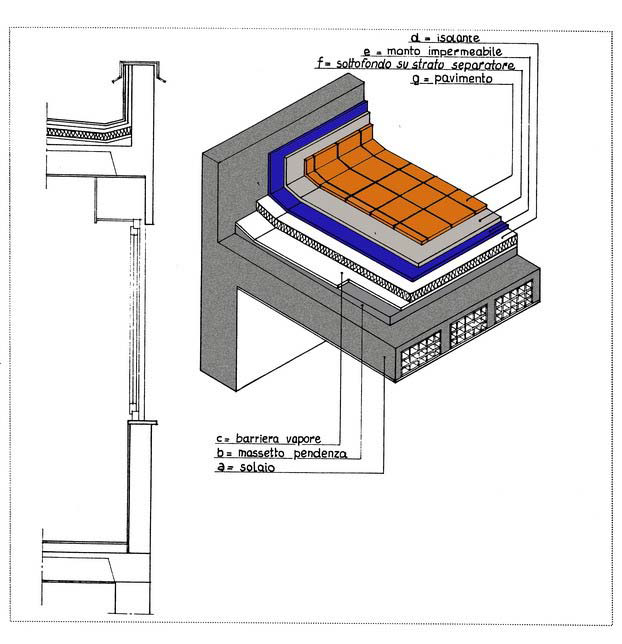 d = isolante
e = manto impermeabile
f = sottofondo su strato separatore
g = pavimento
c = barriera vapore
b = massetto pendenza
a = solaio